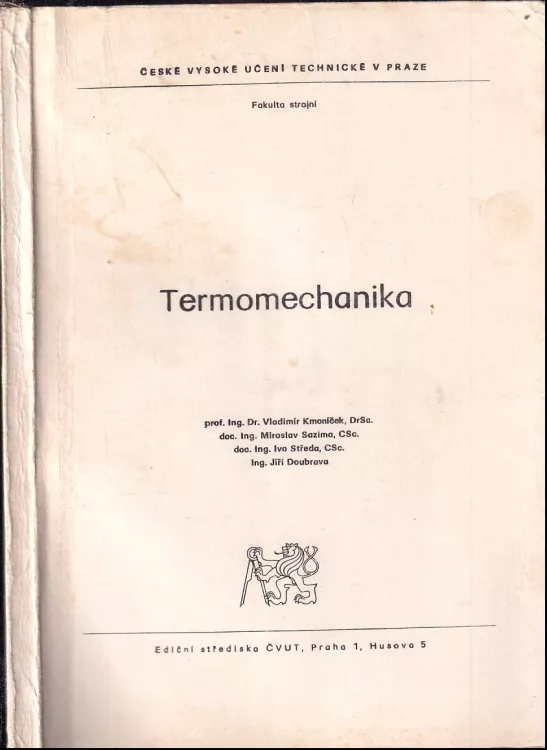 ČESKÉ VYSOKÉ UČENÍ TECHNICKÉ V PRAZE
Fakulta strojní
Termomechanika
prof. Ing. Dr. Vladimír Kmoníček, DrSc.
doc. Ing. Miroslav Sazima, CSc.
doc. Ing. Ivo Středa, CSc.
Ing. Jiří Doubrava
Ediční středisko ČVUT, Praha 1, Husova 5